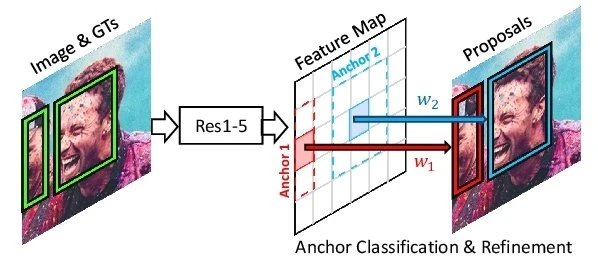 Image & GTs
Res1-5
Feature Map
Anchor 2
Anchor 1
w₂
w₁
Proposals
Anchor Classification & Refinement